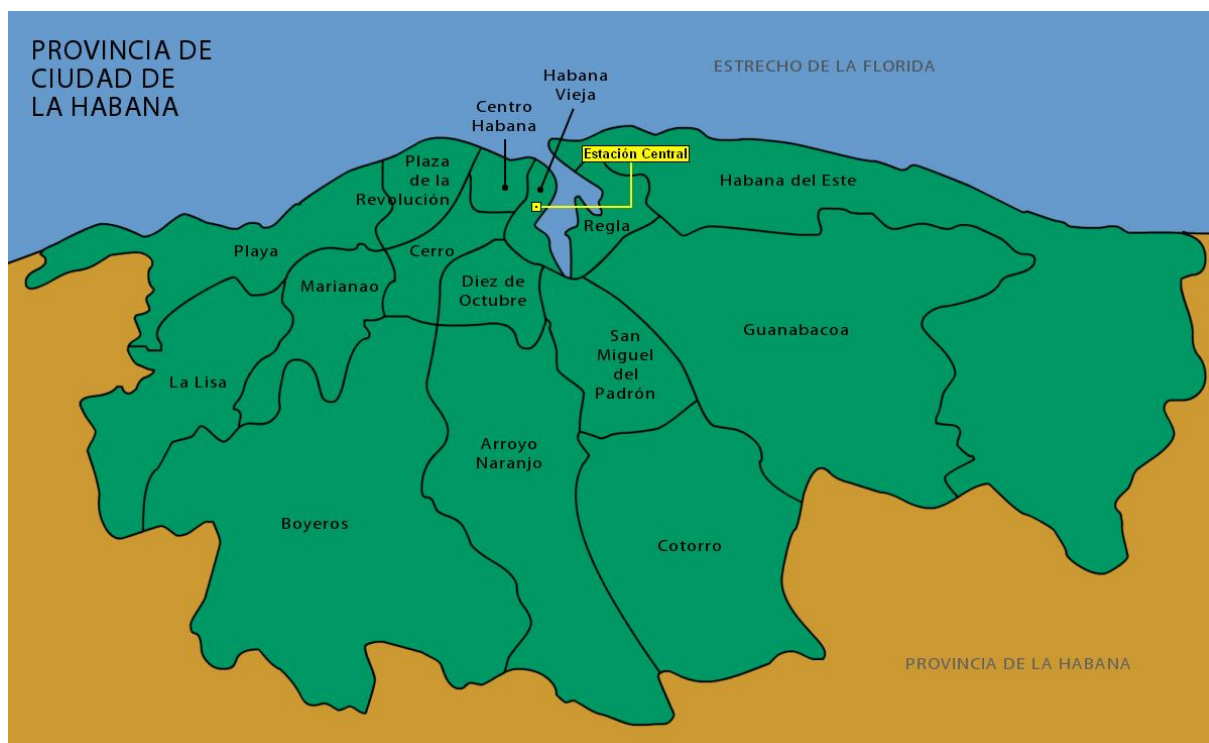 PROVINCIA DE
CIUDAD DE
LA HABANA
ESTRECHO DE LA FLORIDA
Habana
Vieja
Centro
Habana
Estación Central
Plaza
de la
Revolución
Habana del Este
Playa
Cerro
Regla
Marianao
Diez de
Octubre
Guanabacoa
San
Miguel
del
Padrón
La Lisa
Arroyo
Naranjo
Boyeros
Cotorro
PROVINCIA DE LA HABANA